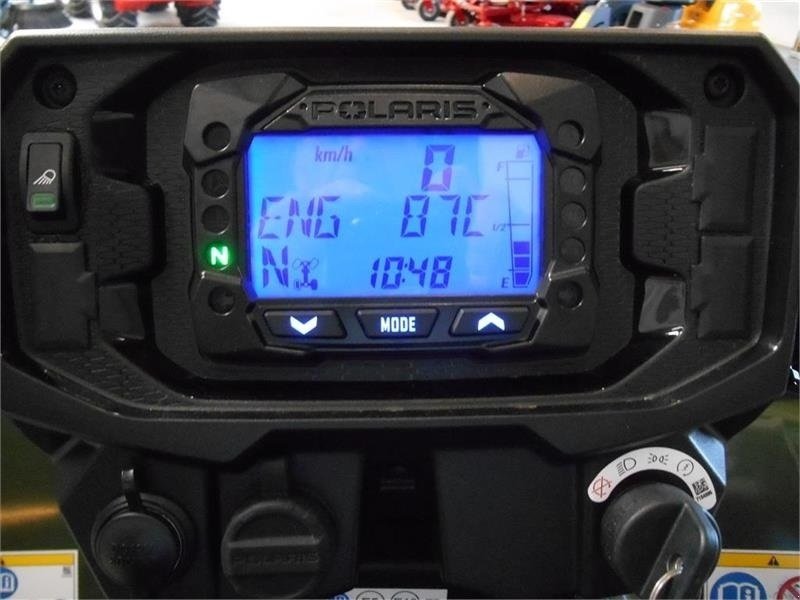 POLARIS
km/h 0
F
ENG 87C
1/2
N 10:48
E
N
MODE
POLARIS